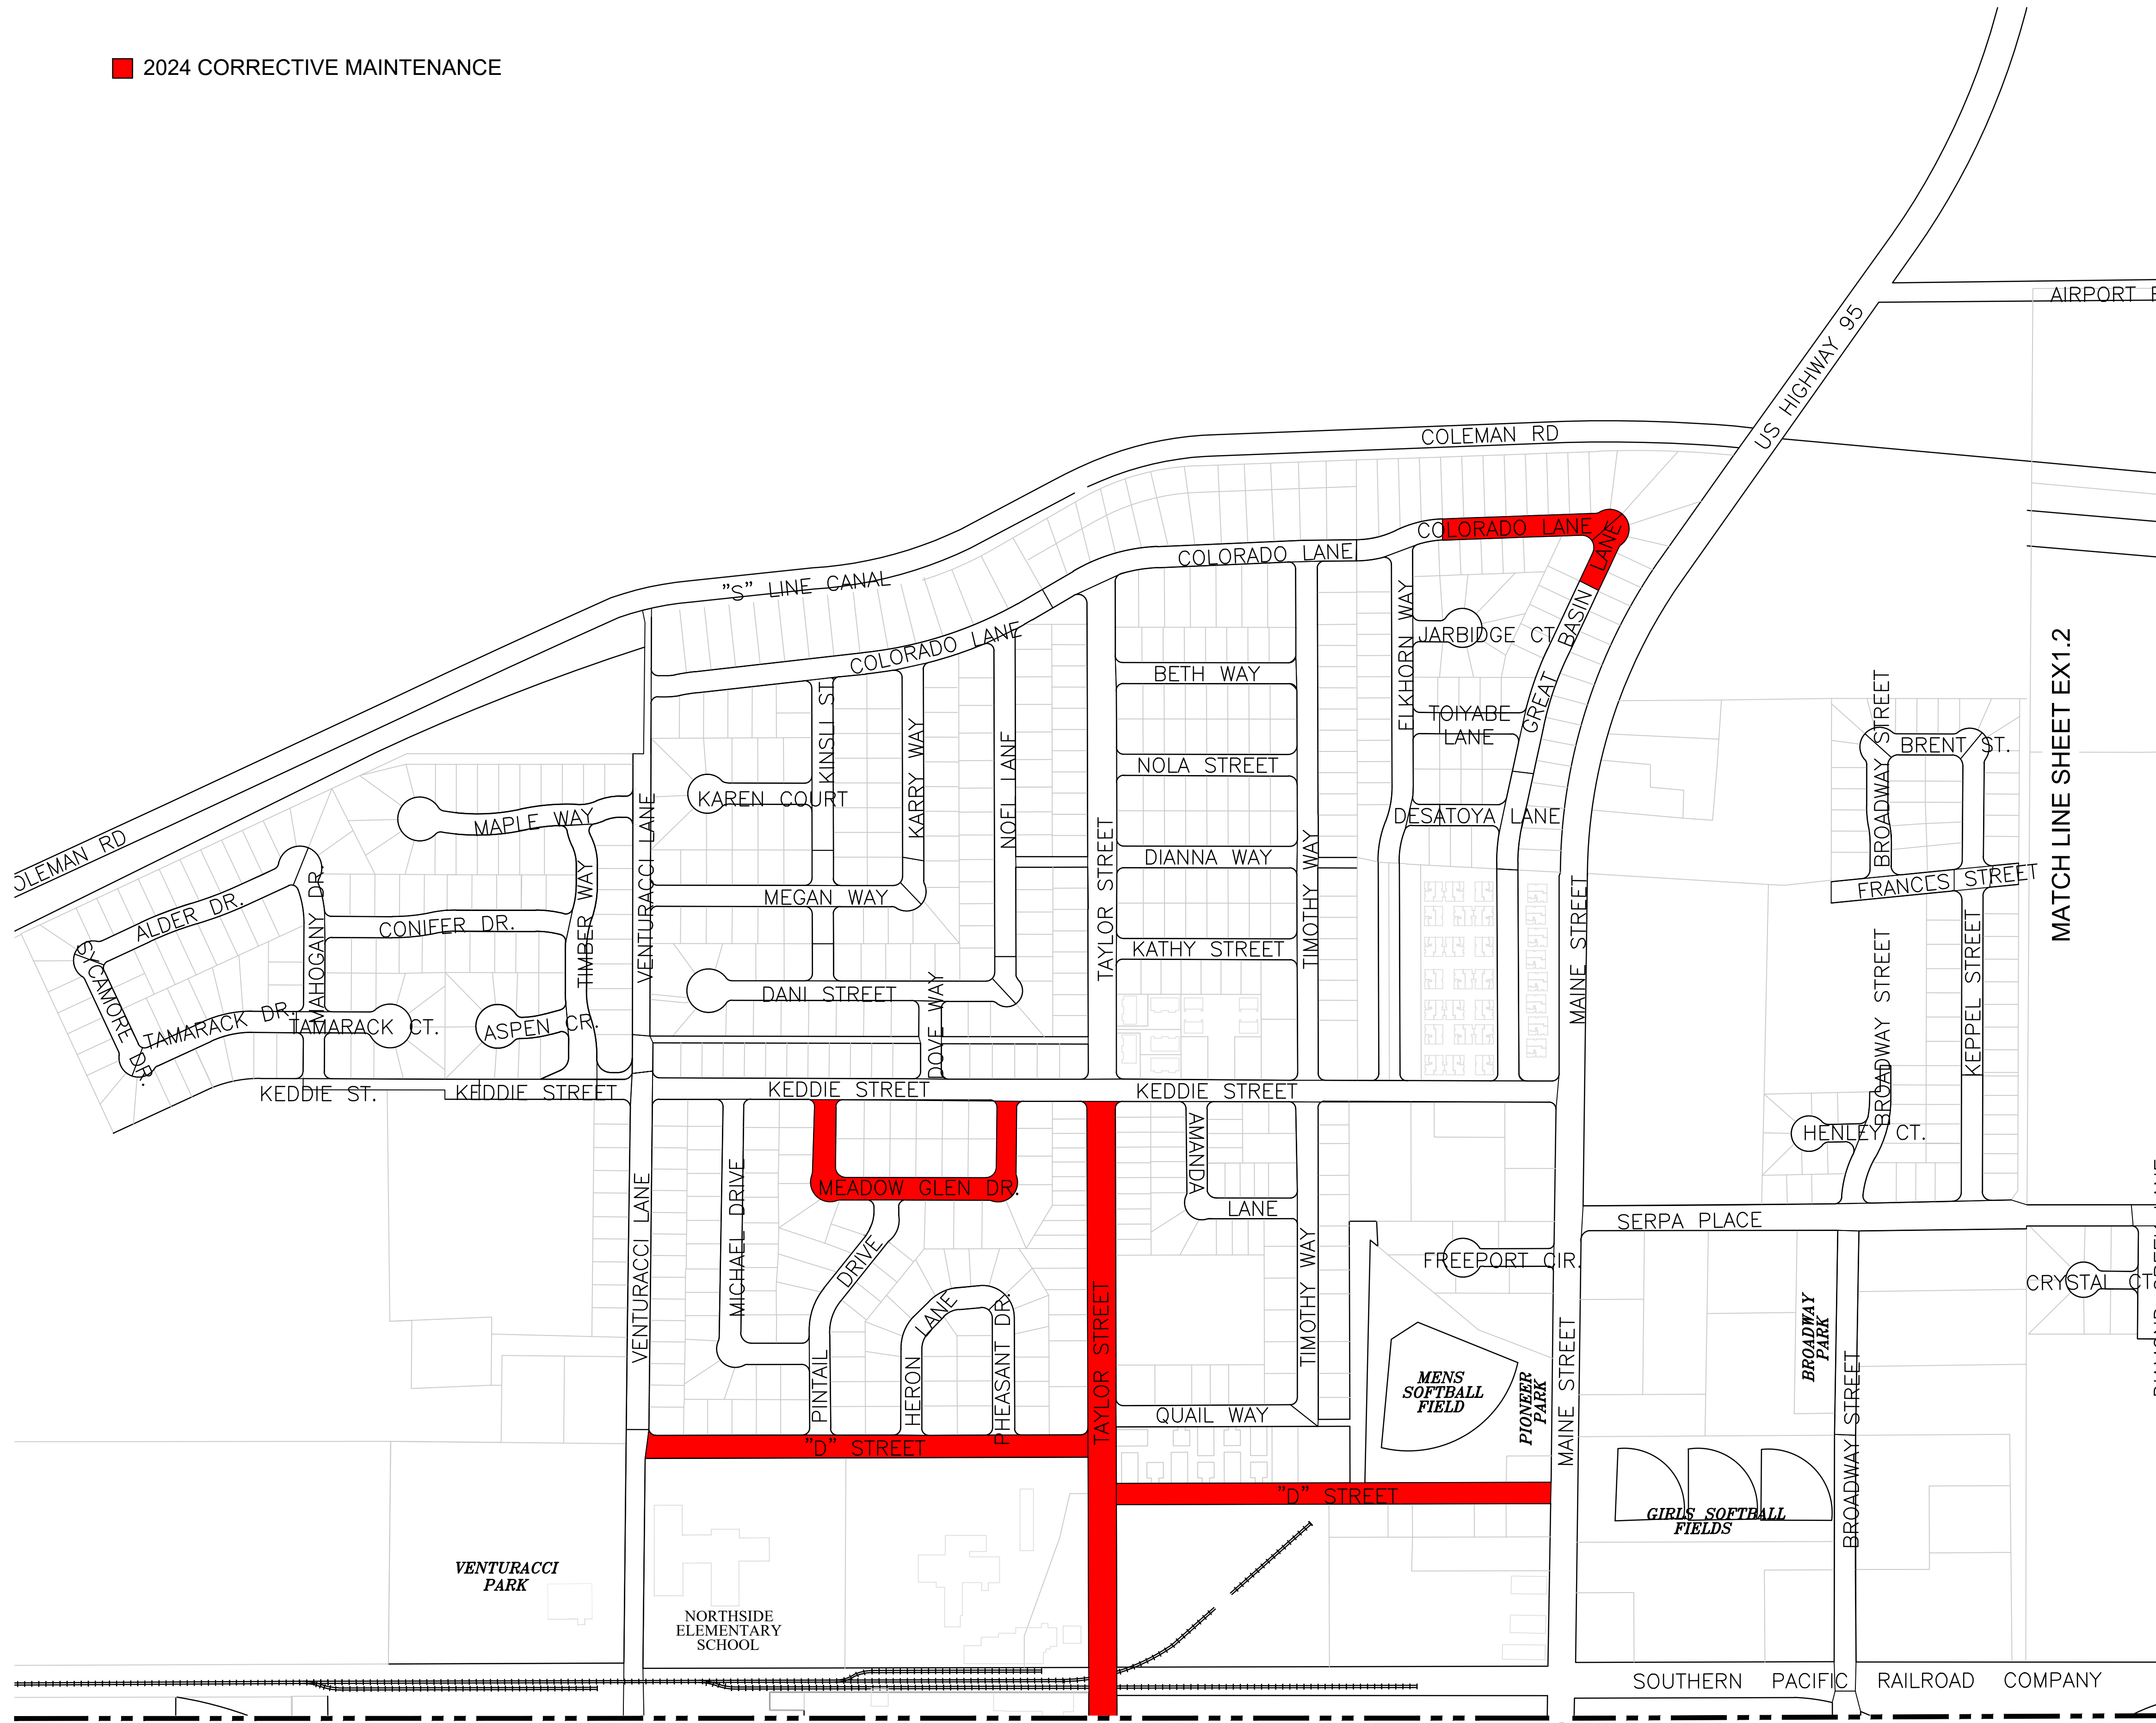 2024 CORRECTIVE MAINTENANCE
AIRPORT
US HIGHWAY 95
COLEMAN RD
COLORADO LANE
COLORADO LANE
"S" LINE CANAL
COLORADO LANE
GREAT BASIN LANE
JARBIDGE CT.
ELKHORN WAY
TOIYABE
LANE
DESATOYA LANE
BETH WAY
NOLA STREET
DIANNA WAY
KATHY STREET
TAYLOR STREET
TIMOTHY WAY
MAINE STREET
KINSLI ST
KARRY WAY
NOEL LANE
KAREN COURT
MEGAN WAY
DANI STREET
DOVE WAY
VENTURACCI LANE
MAPLE WAY
TIMBER WAY
CONIFER DR.
MAHOGANY DR.
ALDER DR.
OLEMAN RD
SYCAMORE DR.
TAMARACK DR.
TAMARACK CT.
ASPEN CR.
KEDDIE ST.
KEDDIE STREET
KEDDIE STREET
KEDDIE STREET
BROADWAY STREET
BRENT ST.
FRANCES STREET
KEPPEL STREET
BROADWAY STREET
HENLEY CT.
MATCH LINE SHEET EX1.2
MEADOW GLEN DR.
MICHAEL DRIVE
PINTAIL DRIVE
HERON LANE
PHEASANT DR.
VENTURACCI LANE
TAYLOR STREET
AMANDA
LANE
TIMOTHY WAY
QUAIL WAY
FREEPORT CIR.
SERPA PLACE
CRYSTAL CT.
MENS
SOFTBALL
FIELD
PIONEER
PARK
MAINE STREET
BROADWAY
PARK
BROADWAY STREET
"D" STREET
"D" STREET
GIRLS SOFTBALL
FIELDS
VENTURACCI
PARK
NORTHSIDE
ELEMENTARY
SCHOOL
SOUTHERN PACIFIC RAILROAD COMPANY